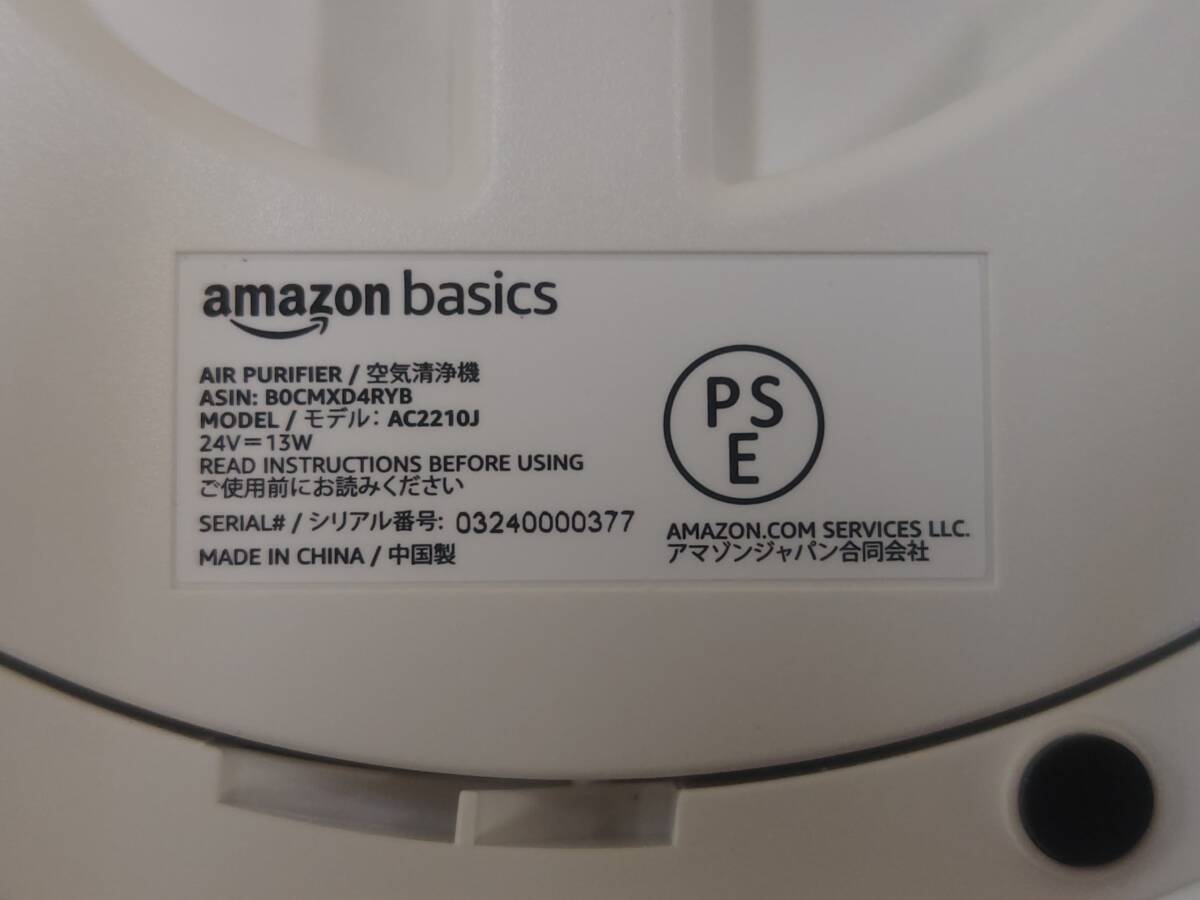 amazon basics
AIR PURIFIER / 空気清浄機
ASIN: B0CMXD4RYB
MODEL / モデル: AC2210J
24V⎓13W
READ INSTRUCTIONS BEFORE USING
ご使用前にお読みください
SERIAL# / シリアル番号: 03240000377
MADE IN CHINA / 中国製
PS
E
AMAZON.COM SERVICES LLC.
アマゾンジャパン合同会社